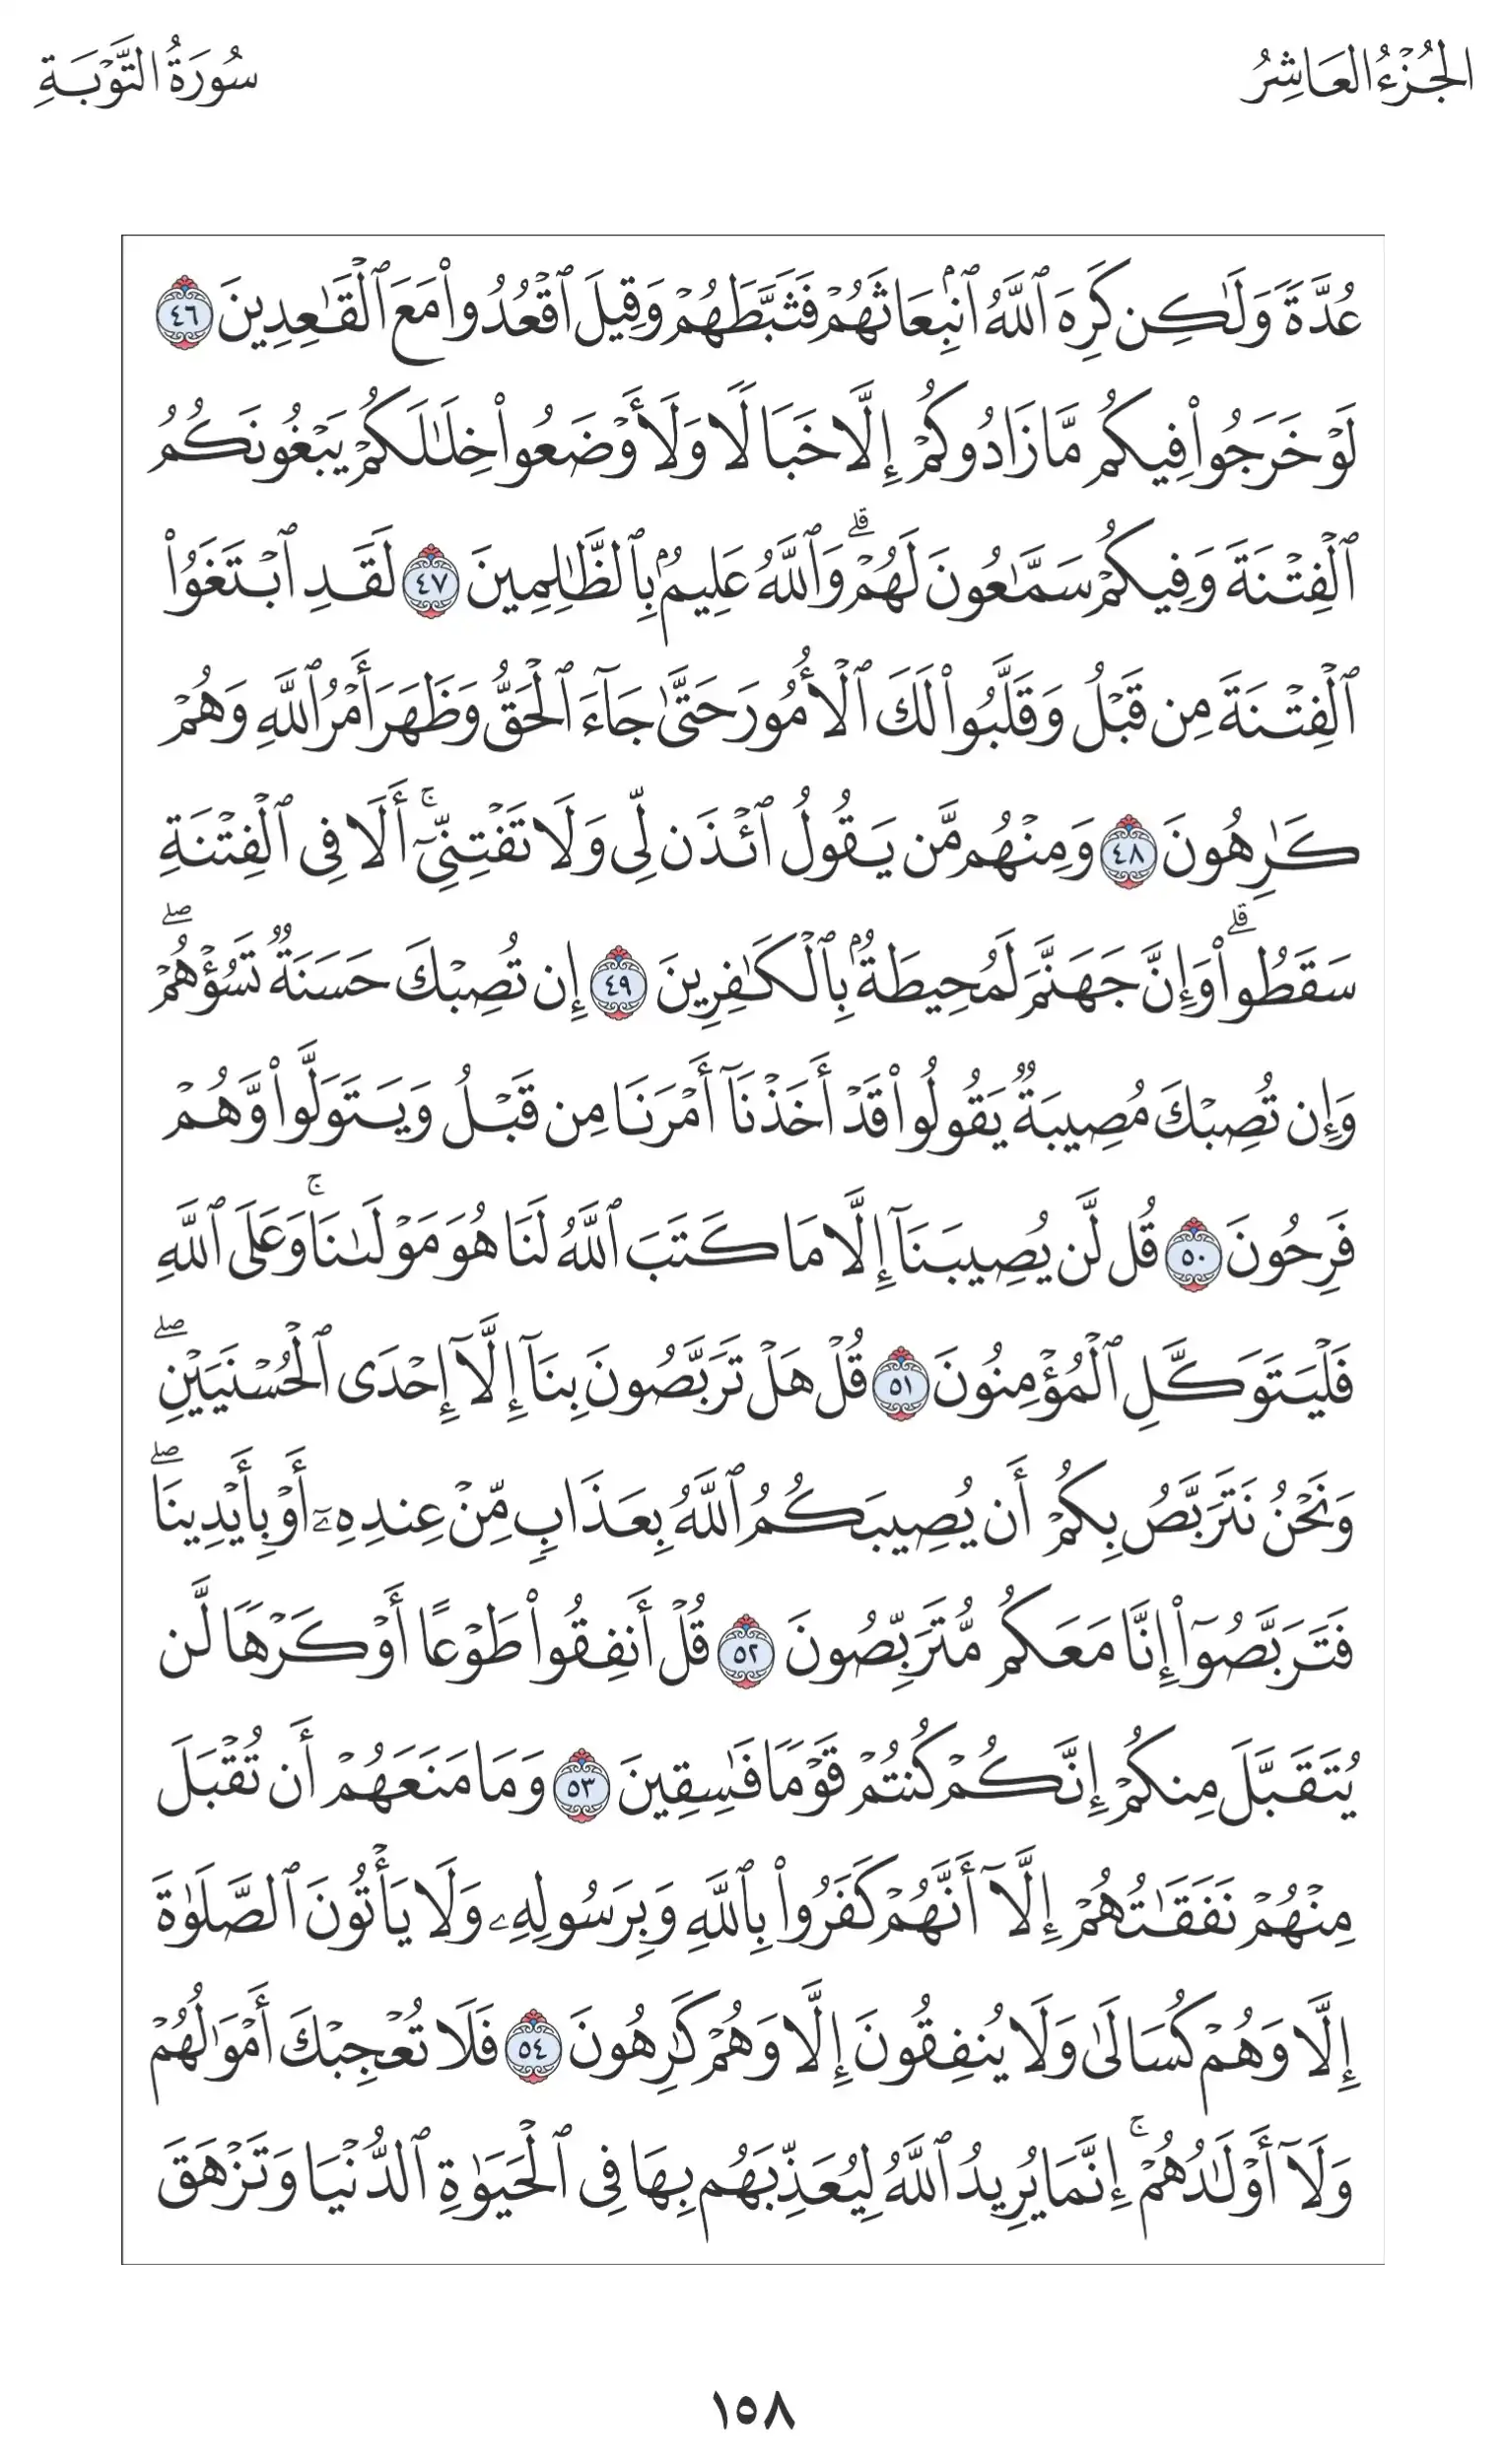 الجُزْءُ العَاشِرُ
سُورَةُ التَّوْبَةِ
عُدَّةً وَلَٰكِن كَرِهَ ٱللَّهُ ٱنۢبِعَاثَهُمْ فَثَبَّطَهُمْ وَقِيلَ ٱقْعُدُوا۟ مَعَ ٱلْقَٰعِدِينَ ٤٦
لَوْ خَرَجُوا۟ فِيكُم مَّا زَادُوكُمْ إِلَّا خَبَالًا وَلَأَوْضَعُوا۟ خِلَٰلَكُمْ يَبْغُونَكُمُ
ٱلْفِتْنَةَ وَفِيكُمْ سَمَّٰعُونَ لَهُمْ ۗ وَٱللَّهُ عَلِيمٌۢ بِٱلظَّٰلِمِينَ ٤٧ لَقَدِ ٱبْتَغَوُا۟
ٱلْفِتْنَةَ مِن قَبْلُ وَقَلَّبُوا۟ لَكَ ٱلْأُمُورَ حَتَّىٰ جَآءَ ٱلْحَقُّ وَظَهَرَ أَمْرُ ٱللَّهِ وَهُمْ
كَٰرِهُونَ ٤٨ وَمِنْهُم مَّن يَقُولُ ٱئْذَن لِّى وَلَا تَفْتِنِّىٓ ۚ أَلَا فِى ٱلْفِتْنَةِ
سَقَطُوا۟ ۗ وَإِنَّ جَهَنَّمَ لَمُحِيطَةٌۢ بِٱلْكَٰفِرِينَ ٤٩ إِن تُصِبْكَ حَسَنَةٌ تَسُؤْهُمْ ۖ
وَإِن تُصِبْكَ مُصِيبَةٌ يَقُولُوا۟ قَدْ أَخَذْنَآ أَمْرَنَا مِن قَبْلُ وَيَتَوَلَّوا۟ وَّهُمْ
فَرِحُونَ ٥٠ قُل لَّن يُصِيبَنَآ إِلَّا مَا كَتَبَ ٱللَّهُ لَنَا هُوَ مَوْلَىٰنَا ۚ وَعَلَى ٱللَّهِ
فَلْيَتَوَكَّلِ ٱلْمُؤْمِنُونَ ٥١ قُلْ هَلْ تَرَبَّصُونَ بِنَآ إِلَّآ إِحْدَى ٱلْحُسْنَيَيْنِ ۖ
وَنَحْنُ نَتَرَبَّصُ بِكُمْ أَن يُصِيبَكُمُ ٱللَّهُ بِعَذَابٍ مِّنْ عِندِهِۦٓ أَوْ بِأَيْدِينَا ۖ
فَتَرَبَّصُوٓا۟ إِنَّا مَعَكُم مُّتَرَبِّصُونَ ٥٢ قُلْ أَنفِقُوا۟ طَوْعًا أَوْ كَرْهًا لَّن
يُتَقَبَّلَ مِنكُمْ إِنَّكُمْ كُنتُمْ قَوْمًا فَٰسِقِينَ ٥٣ وَمَا مَنَعَهُمْ أَن تُقْبَلَ
مِنْهُمْ نَفَقَٰتُهُمْ إِلَّآ أَنَّهُمْ كَفَرُوا۟ بِٱللَّهِ وَبِرَسُولِهِۦ وَلَا يَأْتُونَ ٱلصَّلَوٰةَ
إِلَّا وَهُمْ كُسَالَىٰ وَلَا يُنفِقُونَ إِلَّا وَهُمْ كَٰرِهُونَ ٥٤ فَلَا تُعْجِبْكَ أَمْوَٰلُهُمْ
وَلَآ أَوْلَٰدُهُمْ ۚ إِنَّمَا يُرِيدُ ٱللَّهُ لِيُعَذِّبَهُم بِهَا فِى ٱلْحَيَوٰةِ ٱلدُّنْيَا وَتَزْهَقَ
١٥٨